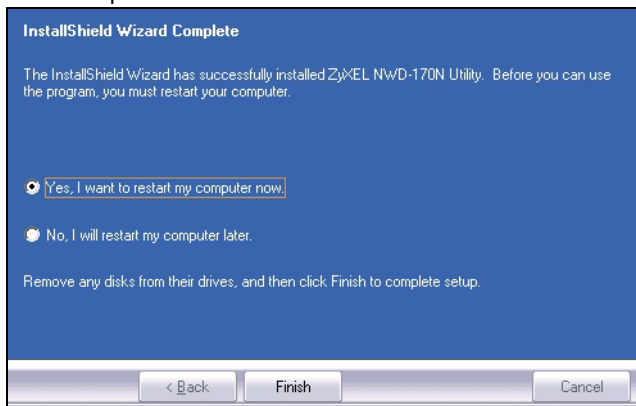 InstallShield Wizard Complete
The InstallShield Wizard has successfully installed ZyXEL NWD-170N Utility. Before you can use
the program, you must restart your computer.
Yes, I want to restart my computer now.
No, I will restart my computer later.
Remove any disks from their drives, and then click Finish to complete setup.
< Back Finish Cancel